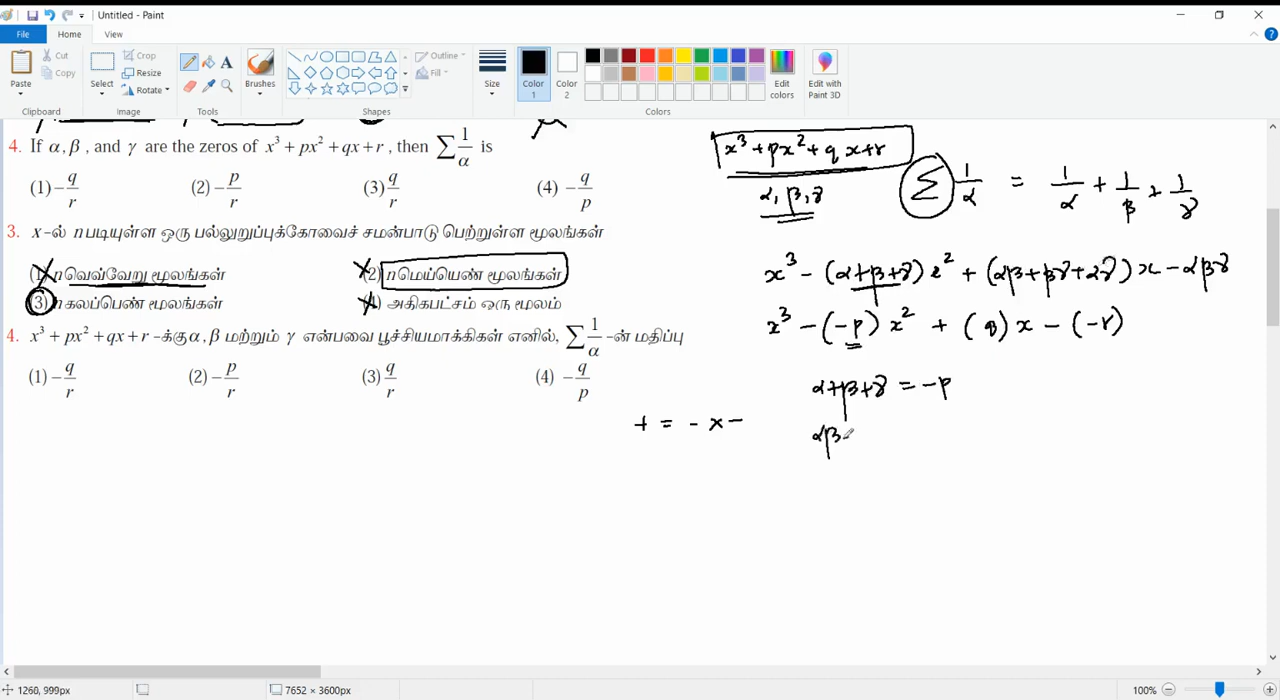 Untitled - Paint
File Home View
Paste Cut Copy
Clipboard
Select Crop Resize Rotate
Image
Tools
Brushes
Outline Fill
Shapes
Size
Color 1 Color 2
Edit colors
Colors
Edit with Paint 3D
4. If α, β , and γ are the zeros of x³ + px² + qx + r , then ∑ 1/α is
(1) −q/r (2) −p/r (3) q/r (4) −q/p
3. x-ல் n படியுள்ள ஒரு பல்லுறுப்புக்கோவைச் சமன்பாடு பெற்றுள்ள மூலங்கள்
(1) n வெவ்வேறு மூலங்கள் (2) n மெய்யெண் மூலங்கள்
(3) n கலப்பெண் மூலங்கள் (4) அதிகபட்சம் ஒரு மூலம்
4. x³ + px² + qx + r -க்கு α, β மற்றும் γ என்பவை பூச்சியமாக்கிகள் எனில், ∑ 1/α -ன் மதிப்பு
(1) −q/r (2) −p/r (3) q/r (4) −q/p
x³ + px² + qx + r
α, β, γ
∑ 1/α = 1/α + 1/β + 1/γ
x³ − (α+β+γ) x² + (αβ+βγ+αγ) x − αβγ
x³ − (−p) x² + (q) x − (−r)
α+β+γ = −p
+ = - x -
αβ
1260, 999px
7652 × 3600px
100%